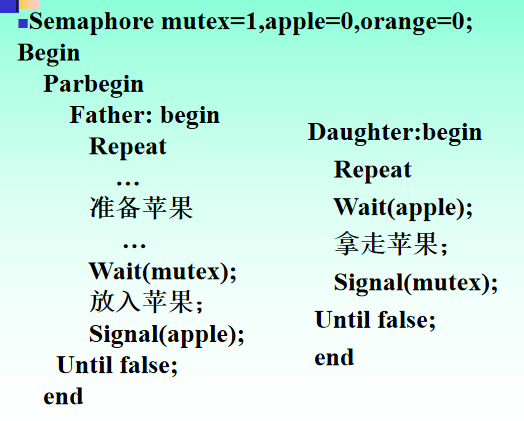 Semaphore mutex=1,apple=0,orange=0;
Begin
Parbegin
Father: begin
Repeat
…
准备苹果
…
Wait(mutex);
放入苹果；
Signal(apple);
Until false;
end
Daughter:begin
Repeat
Wait(apple);
拿走苹果；
Signal(mutex);
Until false;
end